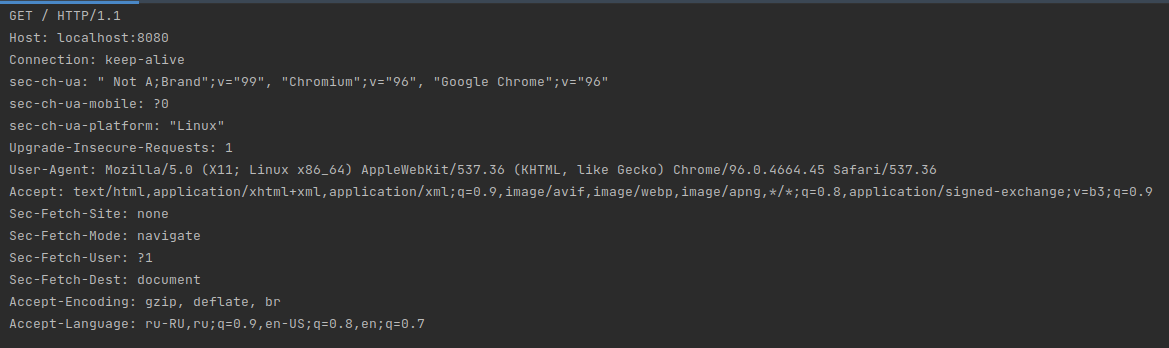 GET / HTTP/1.1
Host: localhost:8080
Connection: keep-alive
sec-ch-ua: " Not A;Brand";v="99", "Chromium";v="96", "Google Chrome";v="96"
sec-ch-ua-mobile: ?0
sec-ch-ua-platform: "Linux"
Upgrade-Insecure-Requests: 1
User-Agent: Mozilla/5.0 (X11; Linux x86_64) AppleWebKit/537.36 (KHTML, like Gecko) Chrome/96.0.4664.45 Safari/537.36
Accept: text/html,application/xhtml+xml,application/xml;q=0.9,image/avif,image/webp,image/apng,*/*;q=0.8,application/signed-exchange;v=b3;q=0.9
Sec-Fetch-Site: none
Sec-Fetch-Mode: navigate
Sec-Fetch-User: ?1
Sec-Fetch-Dest: document
Accept-Encoding: gzip, deflate, br
Accept-Language: ru-RU,ru;q=0.9,en-US;q=0.8,en;q=0.7